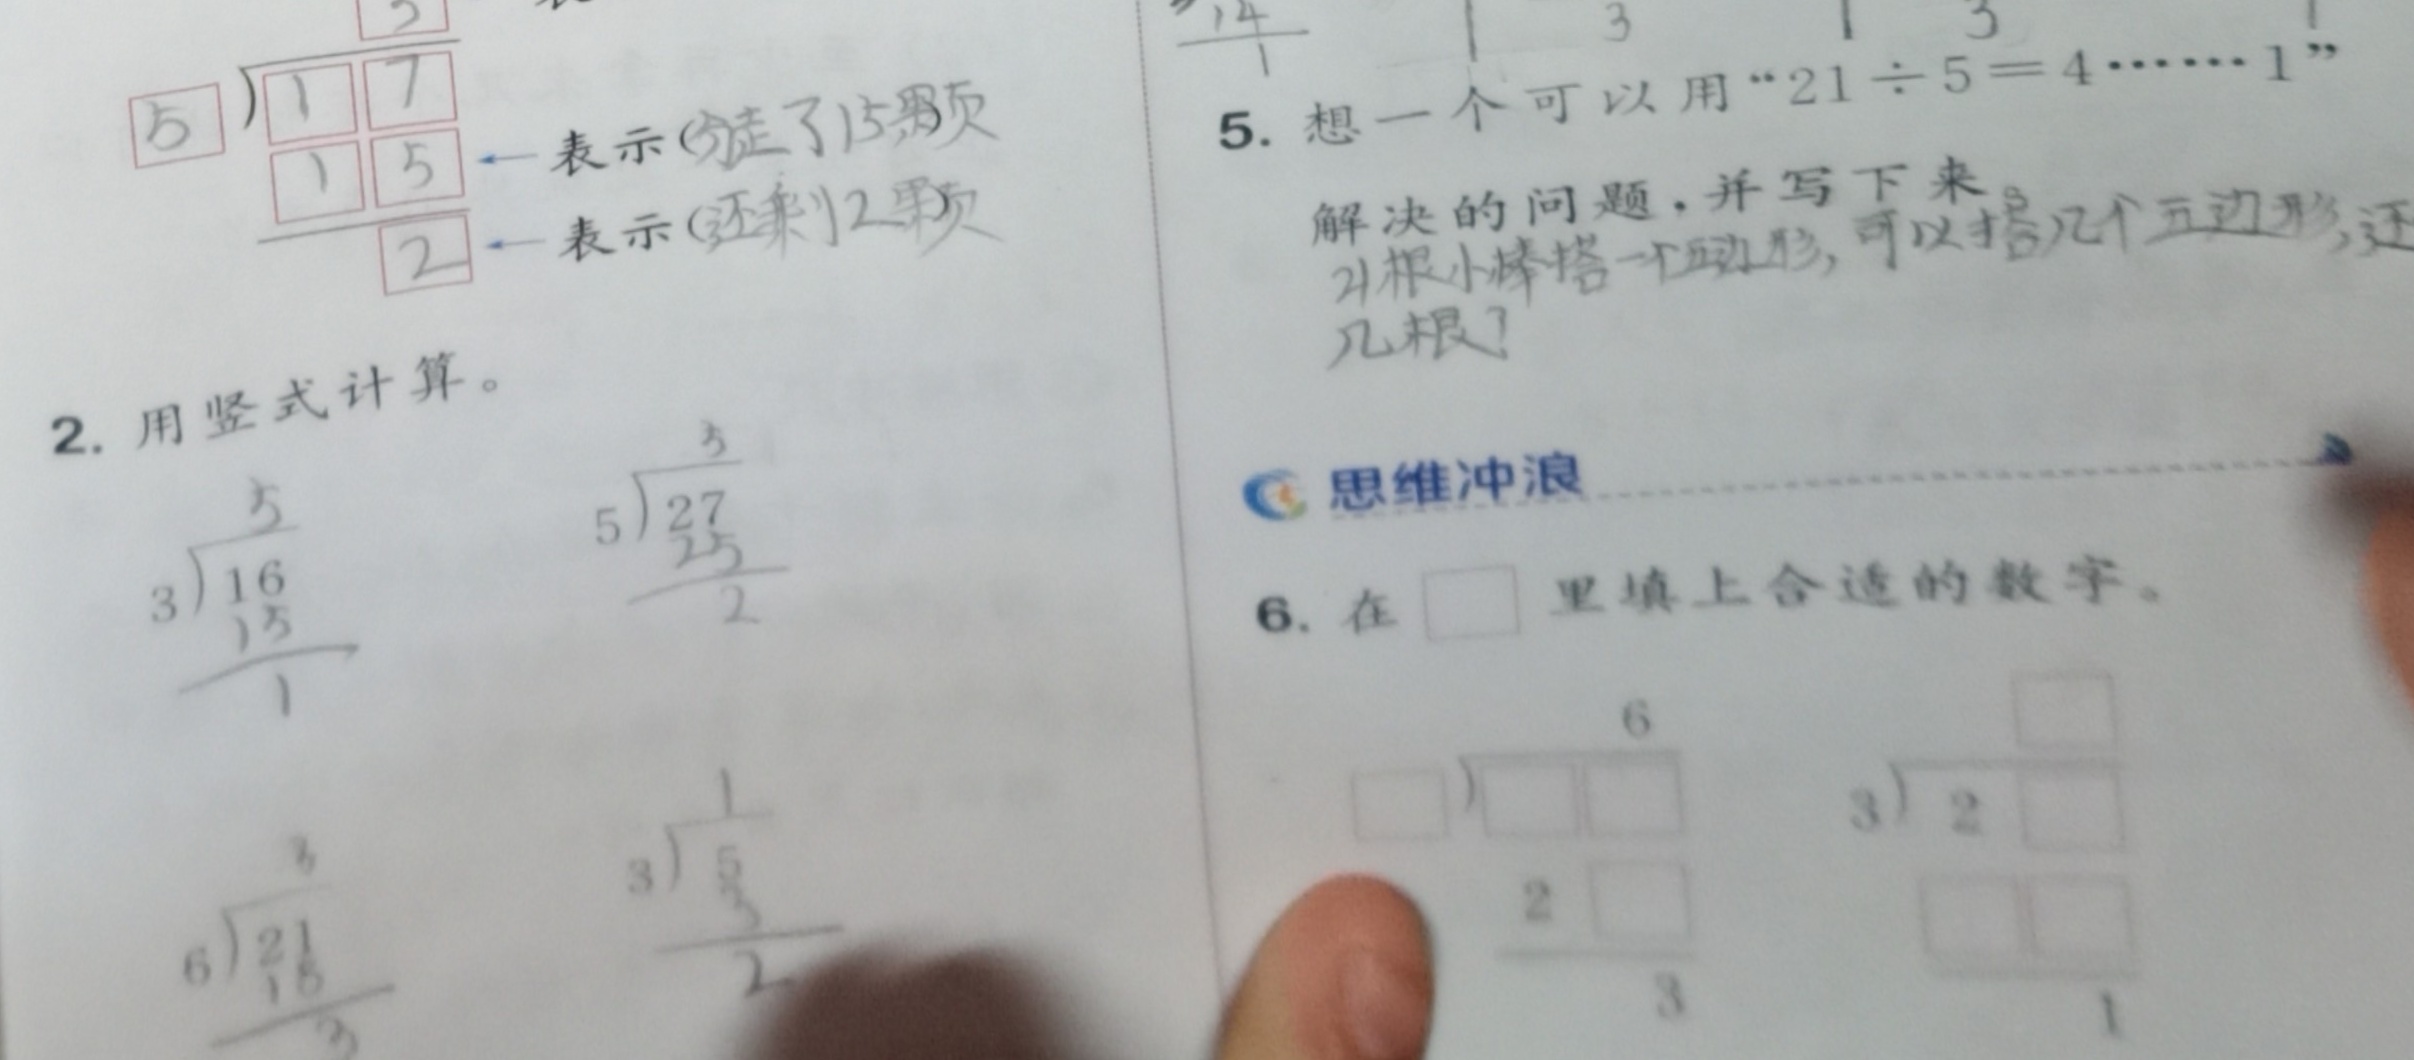 5 ) 1 7
1 5 ←表示(分走了15颗
2 ←表示(还剩)2颗
2. 用竖式计算。
5
3 ) 16
15
1
5
5 ) 27
25
2
3
6 ) 21
18
3
1
3 ) 5
3
2
14
1
1 3 1 3
5. 想一个可以用“21÷5=4……1”
解决的问题，并写下来。
21根小棒搭一个五边形,可以搭几个五边形,还
几根?
思维冲浪
6. 在 里填上合适的数字。
6
)
2
3
3 ) 2
1